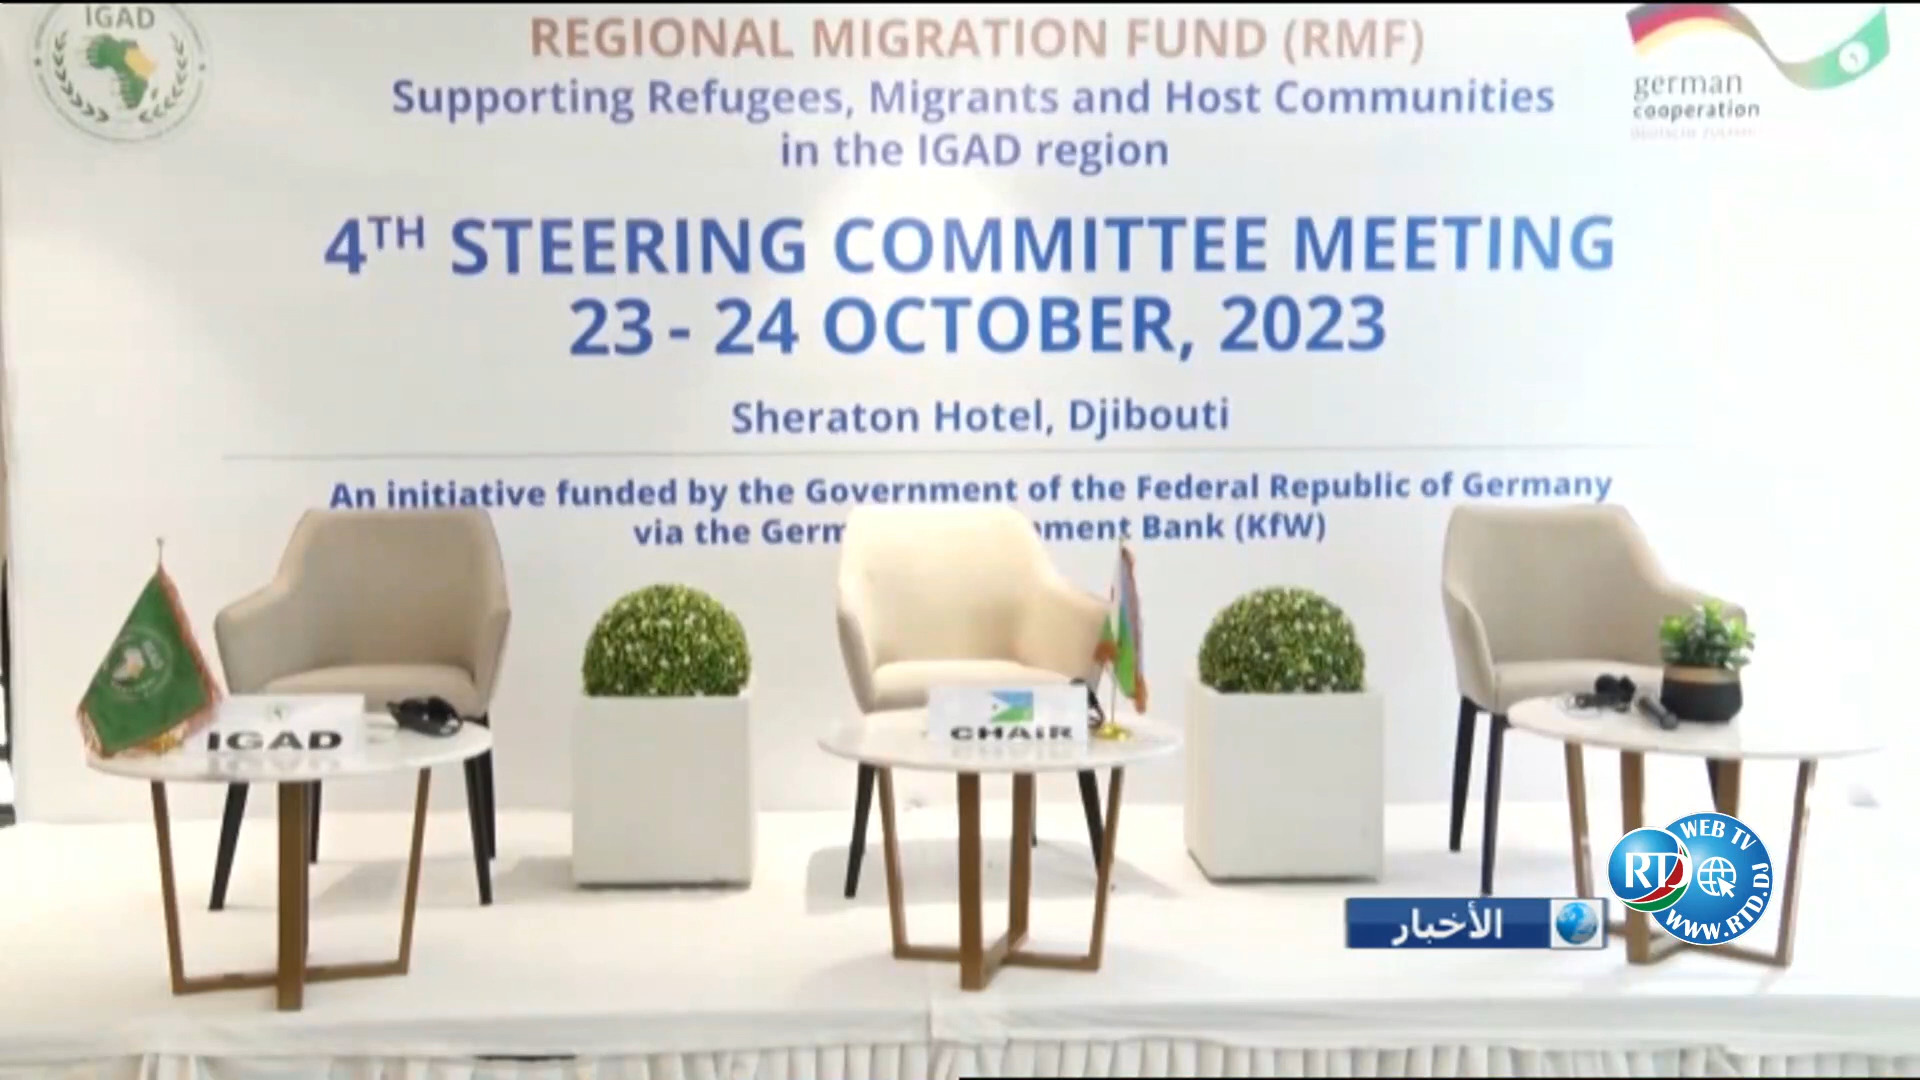 IGAD
REGIONAL MIGRATION FUND (RMF)
Supporting Refugees, Migrants and Host Communities
in the IGAD region
german
cooperation
4TH STEERING COMMITTEE MEETING
23 - 24 OCTOBER, 2023
Sheraton Hotel, Djibouti
An initiative funded by the Government of the Federal Republic of Germany
via the Germ ment Bank (KfW)
IGAD
CHAIR
الأخبار
WEB TV
RTD
WWW.RTD.DJ